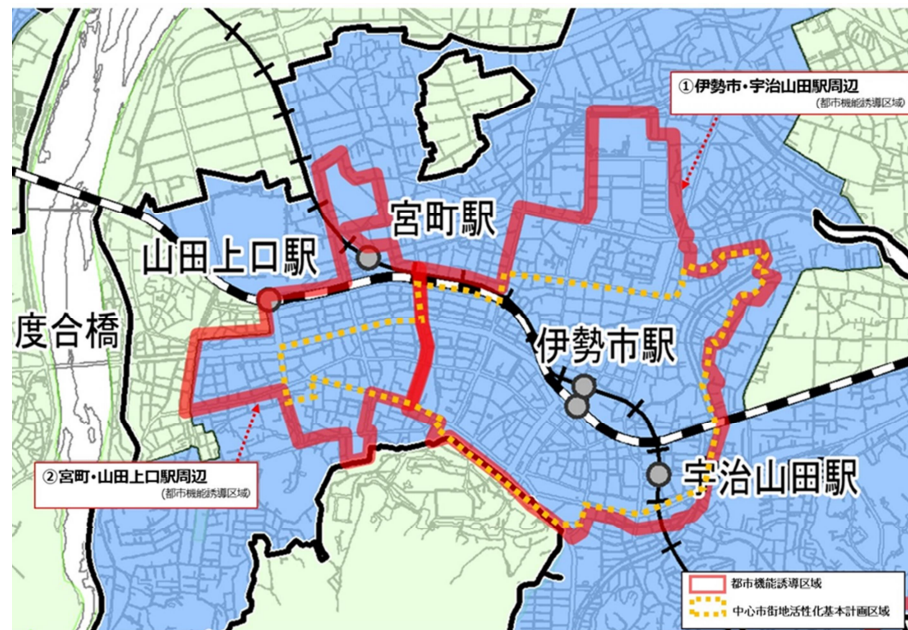 ①伊勢市・宇治山田駅周辺
(都市機能誘導区域)
宮町駅
山田上口駅
度合橋
伊勢市駅
宇治山田駅
②宮町・山田上口駅周辺
(都市機能誘導区域)
都市機能誘導区域
中心市街地活性化基本計画区域